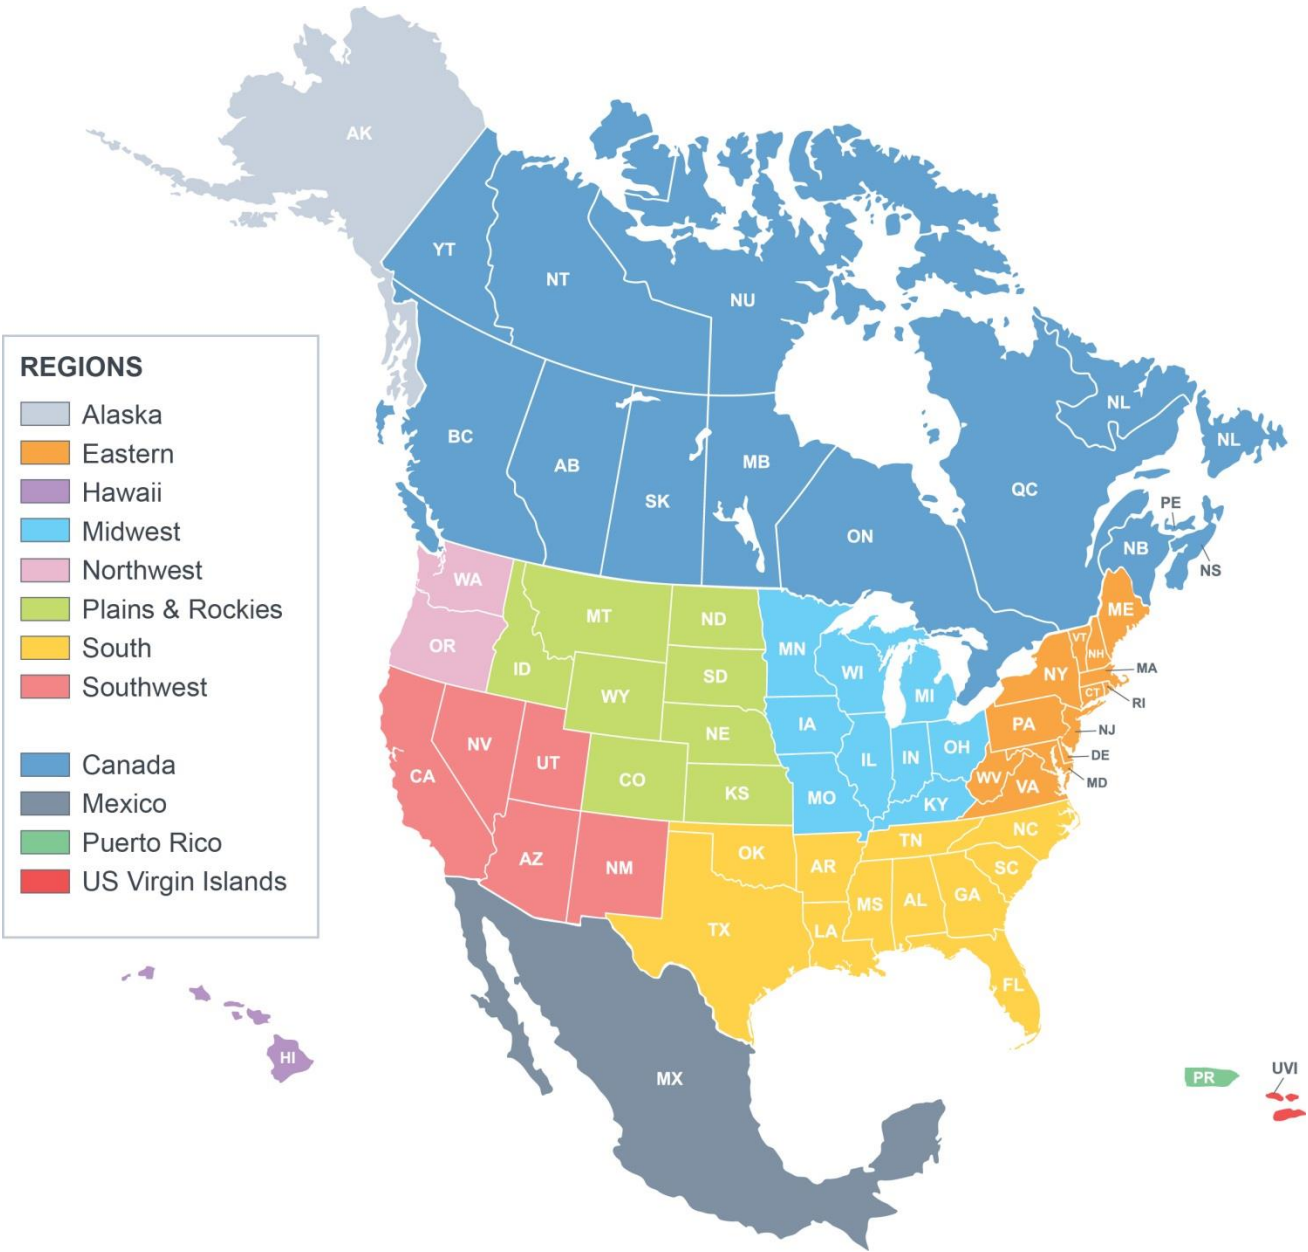 AK
YT
NT
NU
REGIONS
Alaska
Eastern
Hawaii
Midwest
Northwest
Plains & Rockies
South
Southwest
Canada
Mexico
Puerto Rico
US Virgin Islands
BC
AB
SK
MB
ON
QC
NL
NL
PE
NB
NS
WA
OR
MT
ID
WY
ND
SD
NE
CO
KS
MN
WI
MI
IA
IL
IN
OH
MO
KY
ME
VT
NH
NY
MA
CT
RI
PA
NJ
DE
MD
WV
VA
CA
NV
UT
AZ
NM
OK
TX
AR
LA
TN
NC
SC
MS
AL
GA
FL
HI
MX
PR
UVI